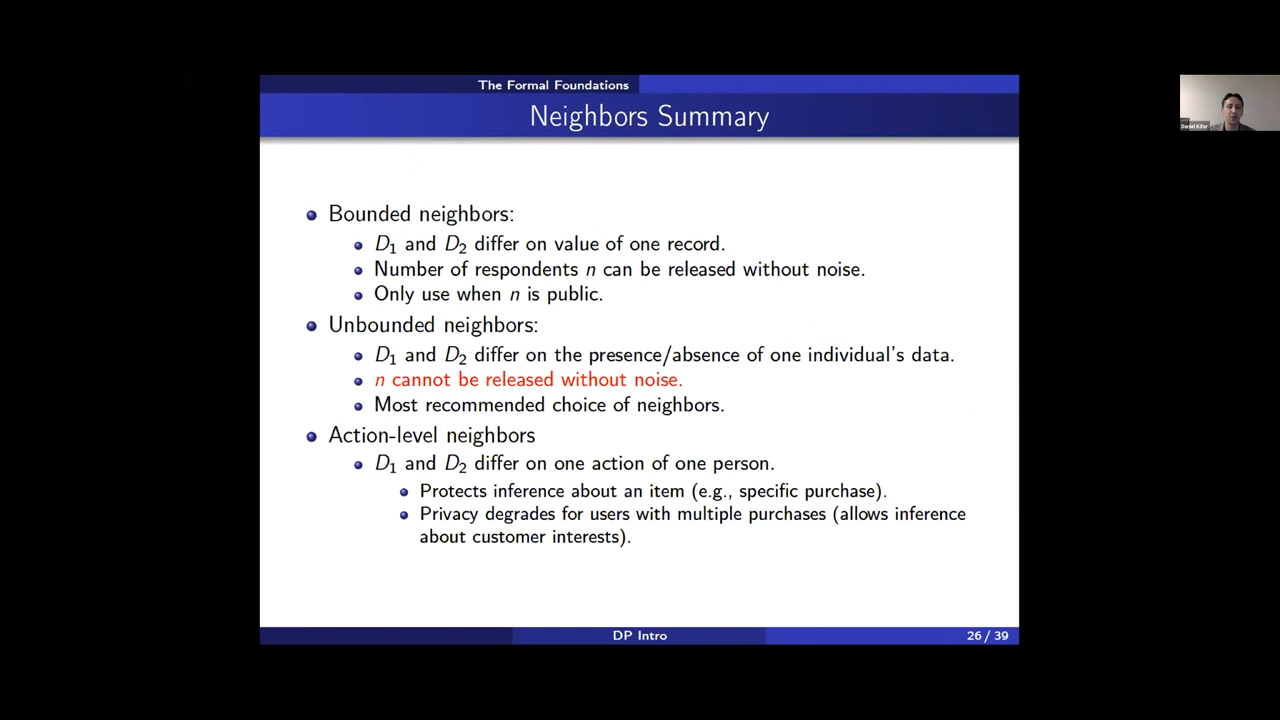 The Formal Foundations
Neighbors Summary
Daniel Kifer
Bounded neighbors:
D1 and D2 differ on value of one record.
Number of respondents n can be released without noise.
Only use when n is public.
Unbounded neighbors:
D1 and D2 differ on the presence/absence of one individual's data.
n cannot be released without noise.
Most recommended choice of neighbors.
Action-level neighbors
D1 and D2 differ on one action of one person.
Protects inference about an item (e.g., specific purchase).
Privacy degrades for users with multiple purchases (allows inference
about customer interests).
DP Intro
26 / 39